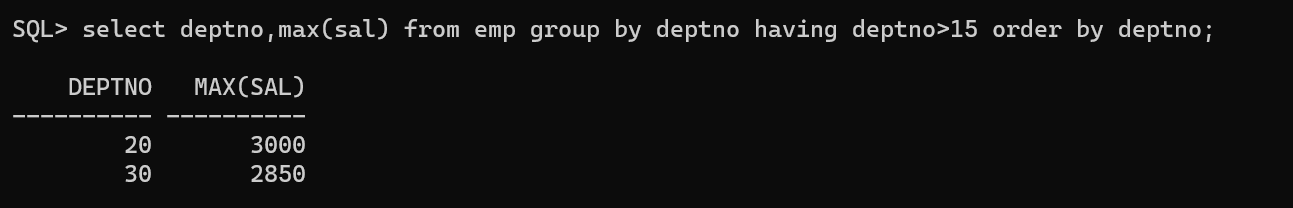 SQL> select deptno,max(sal) from emp group by deptno having deptno>15 order by deptno;
    DEPTNO   MAX(SAL)
---------- ----------
        20       3000
        30       2850